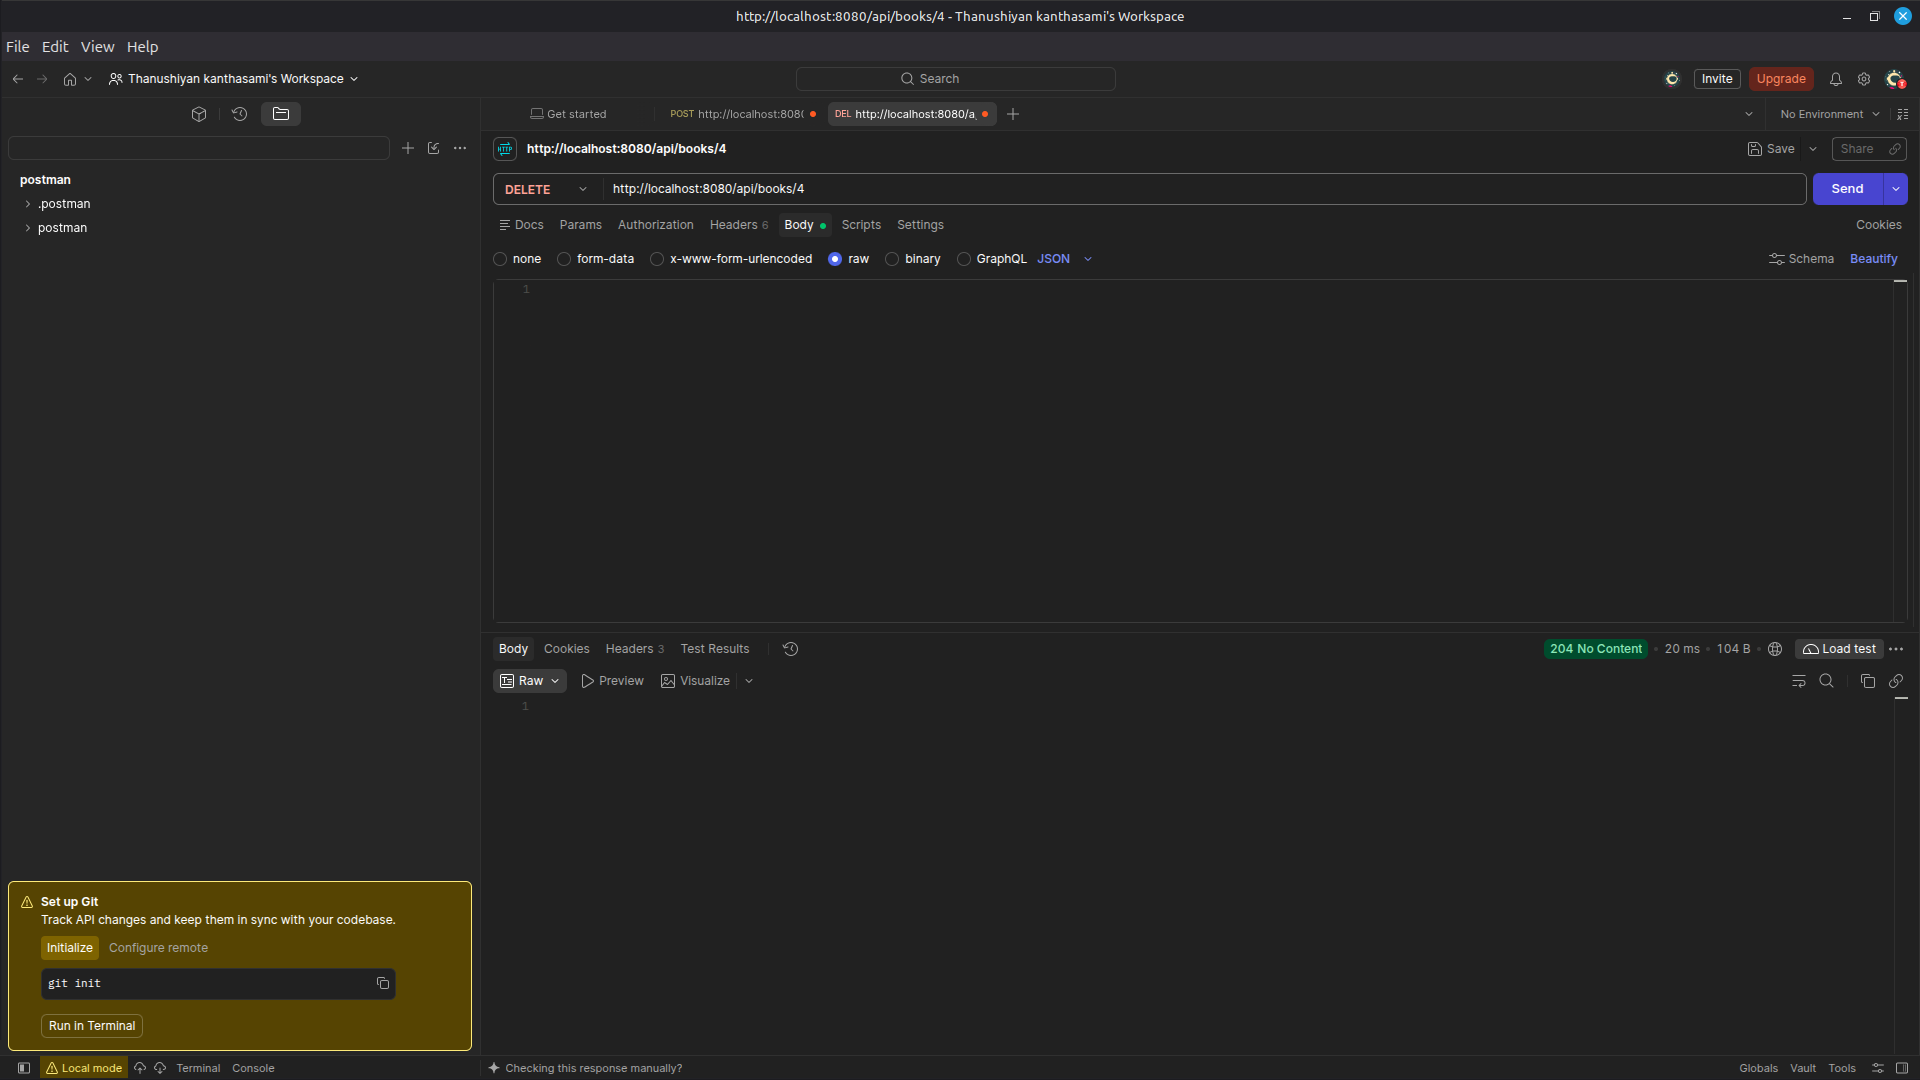 http://localhost:8080/api/books/4 - Thanushiyan kanthasami's Workspace
File Edit View Help
Thanushiyan kanthasami's Workspace
Search
Invite
Upgrade
Get started
POST http://localhost:808
DEL http://localhost:8080/a
No Environment
HTTP
http://localhost:8080/api/books/4
Save
Share
postman
.postman
postman
DELETE
http://localhost:8080/api/books/4
Send
Docs Params Authorization Headers 6 Body Scripts Settings
Cookies
none form-data x-www-form-urlencoded raw binary GraphQL JSON
Schema
Beautify
1
Body Cookies Headers 3 Test Results
204 No Content 20 ms 104 B
Load test
Raw Preview Visualize
1
Set up Git
Track API changes and keep them in sync with your codebase.
Initialize Configure remote
git init
Run in Terminal
Local mode Terminal Console
Checking this response manually?
Globals Vault Tools